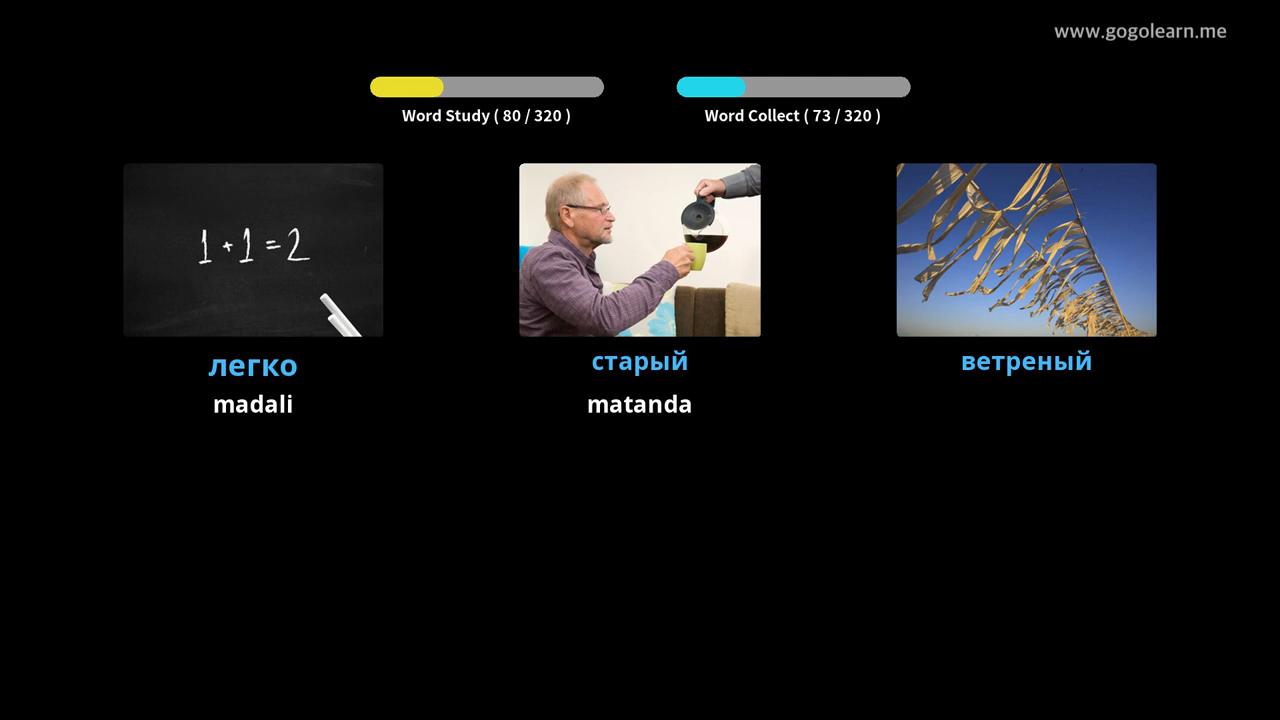 www.gogolearn.me
Word Study ( 80 / 320 )
Word Collect ( 73 / 320 )
1 + 1 = 2
легко
старый
ветреный
madali
matanda